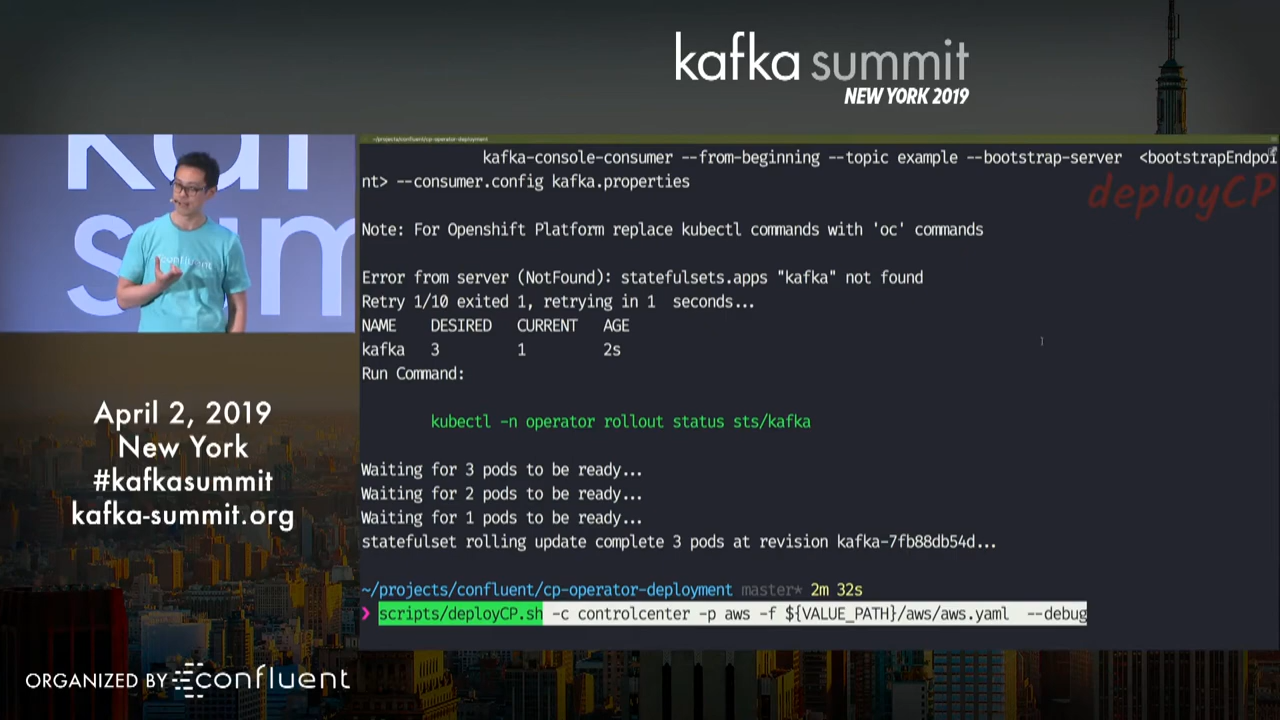 kafka summit
NEW YORK 2019
~/projects/confluent/cp-operator-deployment
kafka-console-consumer --from-beginning --topic example --bootstrap-server <bootstrapEndpoi
nt> --consumer.config kafka.properties
deployCP
Note: For Openshift Platform replace kubectl commands with 'oc' commands
Error from server (NotFound): statefulsets.apps "kafka" not found
Retry 1/10 exited 1, retrying in 1 seconds...
NAME DESIRED CURRENT AGE
kafka 3 1 2s
Run Command:
kubectl -n operator rollout status sts/kafka
Waiting for 3 pods to be ready...
Waiting for 2 pods to be ready...
Waiting for 1 pods to be ready...
statefulset rolling update complete 3 pods at revision kafka-7fb88db54d...
~/projects/confluent/cp-operator-deployment master* 2m 32s
❯ scripts/deployCP.sh -c controlcenter -p aws -f ${VALUE_PATH}/aws/aws.yaml --debug
confluent
April 2, 2019
New York
#kafkasummit
kafka-summit.org
ORGANIZED BY confluent